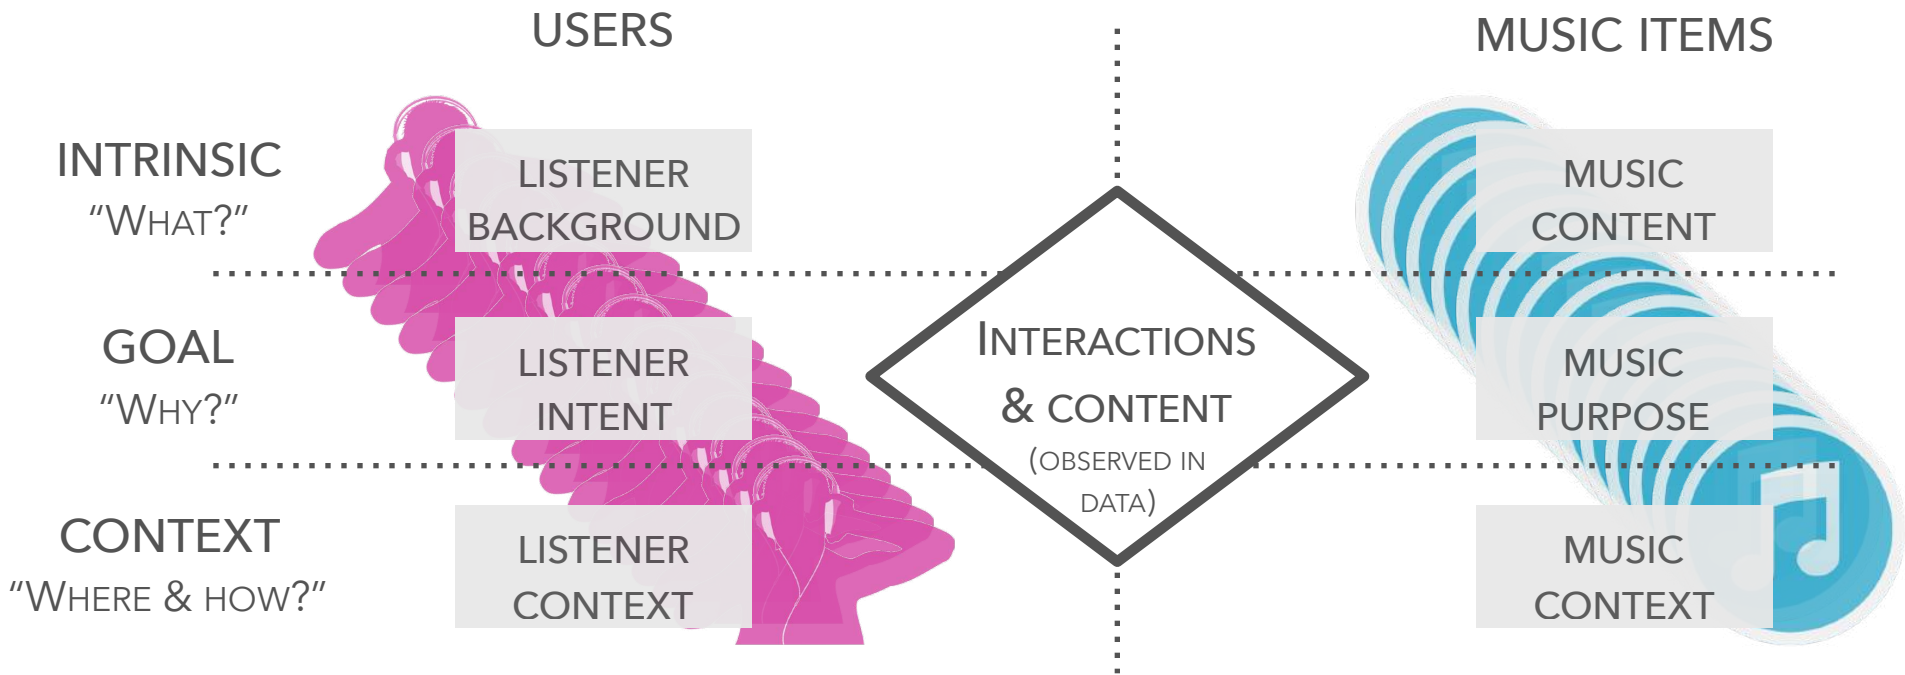 USERS
MUSIC ITEMS
INTRINSIC
“WHAT?”
LISTENER
BACKGROUND
MUSIC
CONTENT
GOAL
“WHY?”
LISTENER
INTENT
INTERACTIONS
& CONTENT
(OBSERVED IN
DATA)
MUSIC
PURPOSE
CONTEXT
“WHERE & HOW?”
LISTENER
CONTEXT
MUSIC
CONTEXT